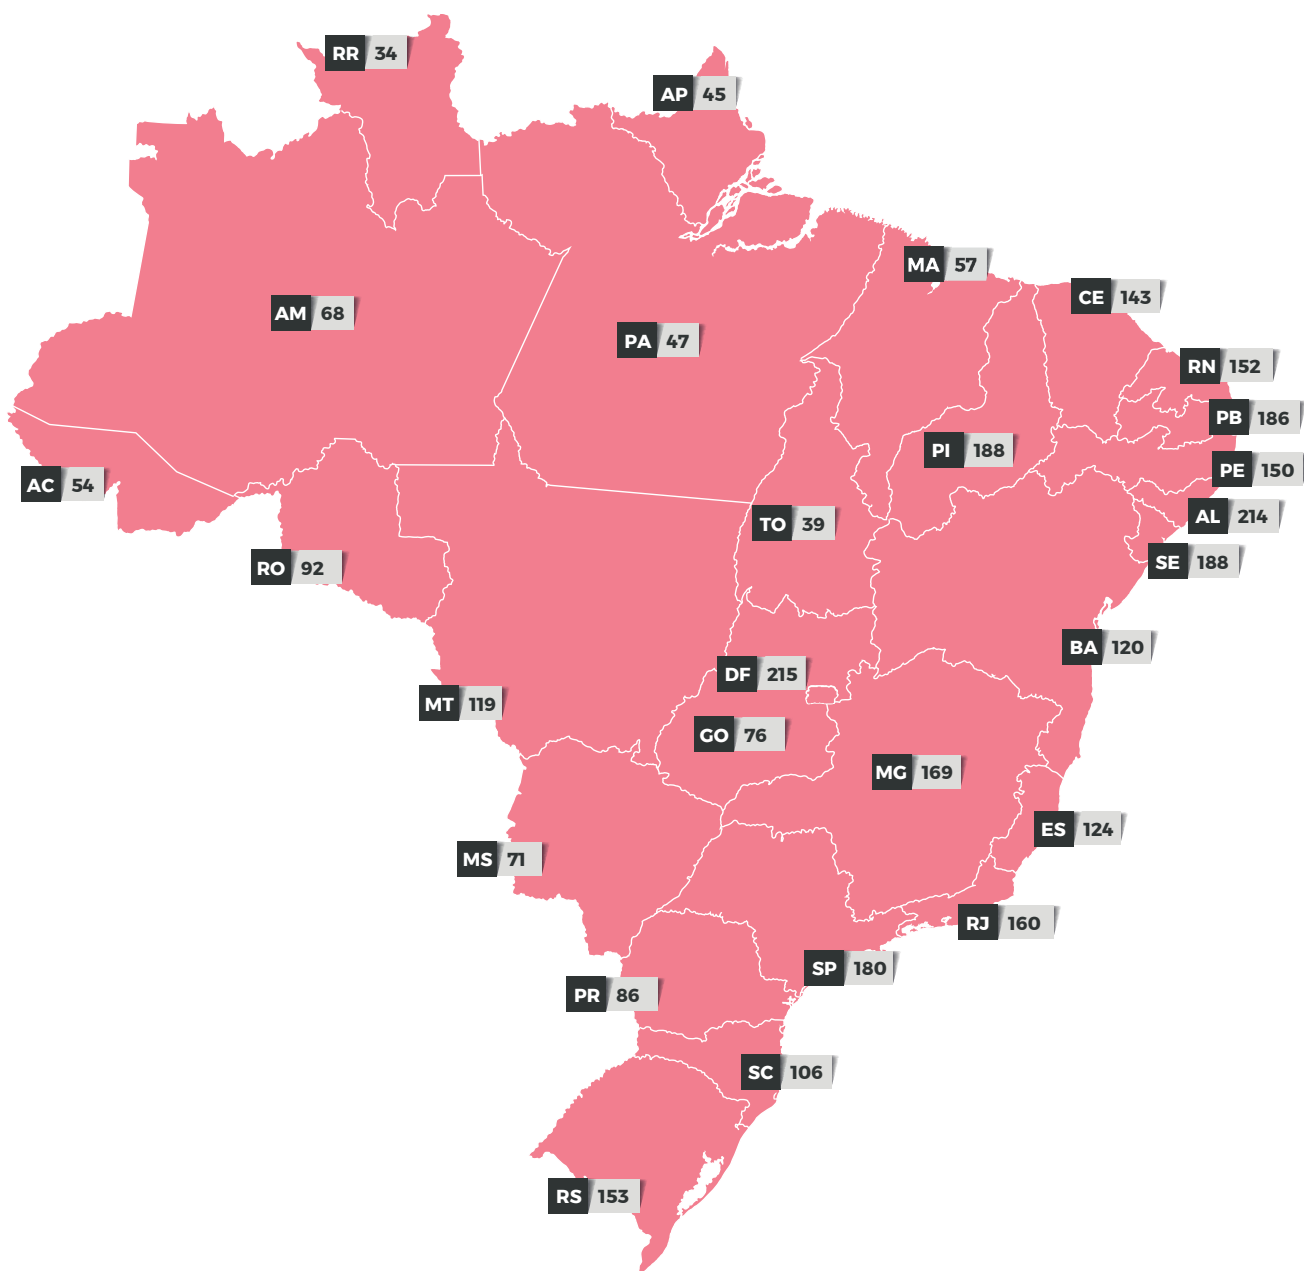 RR 34
AP 45
MA 57
CE 143
AM 68
PA 47
RN 152
PB 186
PI 188
PE 150
AC 54
AL 214
TO 39
SE 188
RO 92
BA 120
DF 215
MT 119
GO 76
MG 169
ES 124
MS 71
RJ 160
SP 180
PR 86
SC 106
RS 153